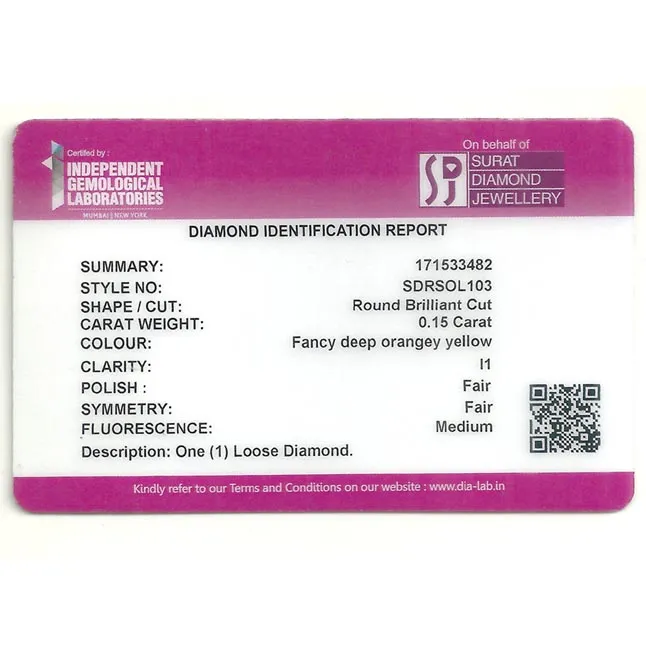 Certifed by :
INDEPENDENT
GEMOLOGICAL
LABORATORIES
MUMBAI | NEW YORK
On behalf of
SDJ
SURAT
DIAMOND
JEWELLERY
DIAMOND IDENTIFICATION REPORT
SUMMARY: 171533482
STYLE NO: SDRSOL103
SHAPE / CUT: Round Brilliant Cut
CARAT WEIGHT: 0.15 Carat
COLOUR: Fancy deep orangey yellow
CLARITY: I1
POLISH : Fair
SYMMETRY: Fair
FLUORESCENCE: Medium
Description: One (1) Loose Diamond.
Kindly refer to our Terms and Conditions on our website : www.dia-lab.in